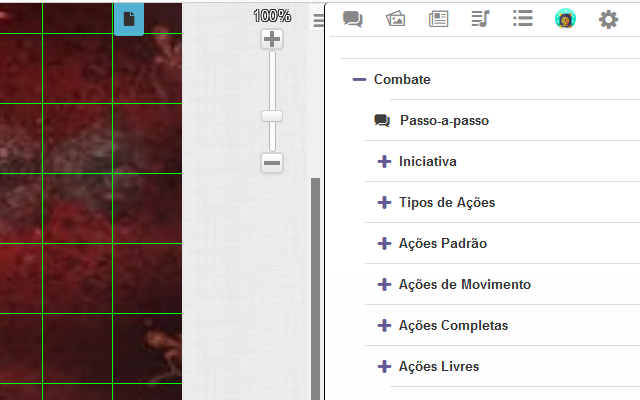 100%
Combate
Passo-a-passo
Iniciativa
Tipos de Ações
Ações Padrão
Ações de Movimento
Ações Completas
Ações Livres